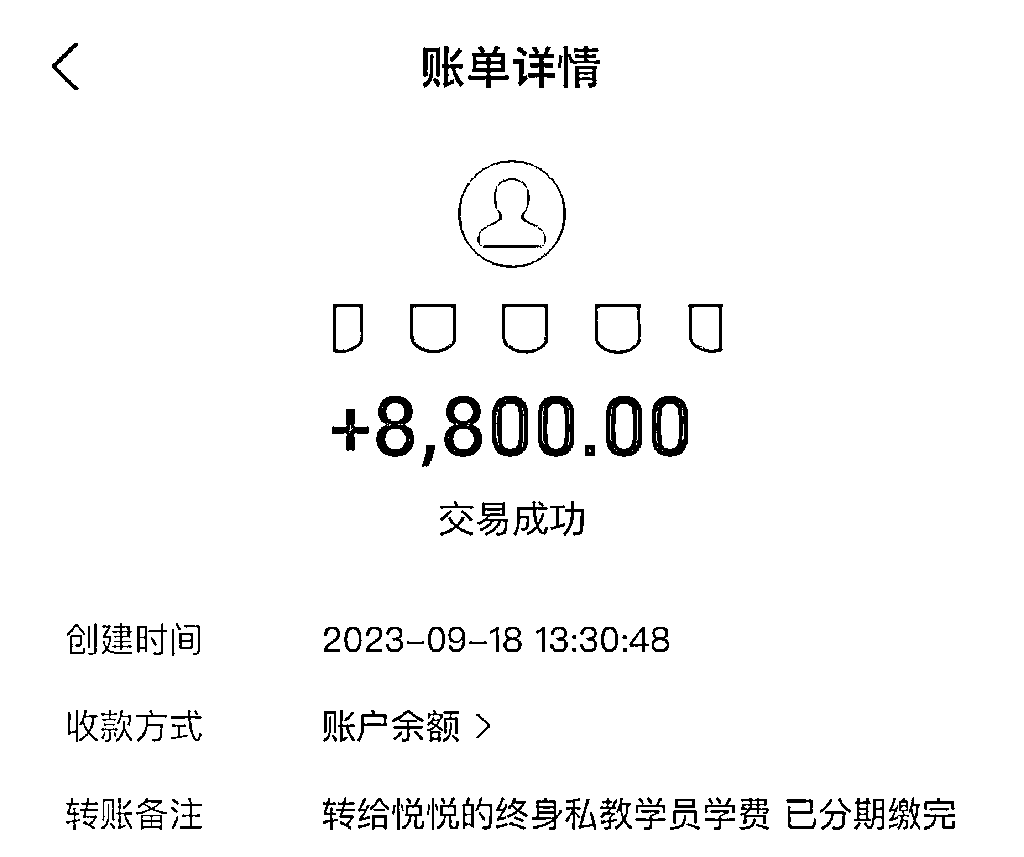 账单详情
+8,800.00
交易成功
创建时间 2023-09-18 13:30:48
收款方式 账户余额 >
转账备注 转给悦悦的终身私教学员学费 已分期缴完